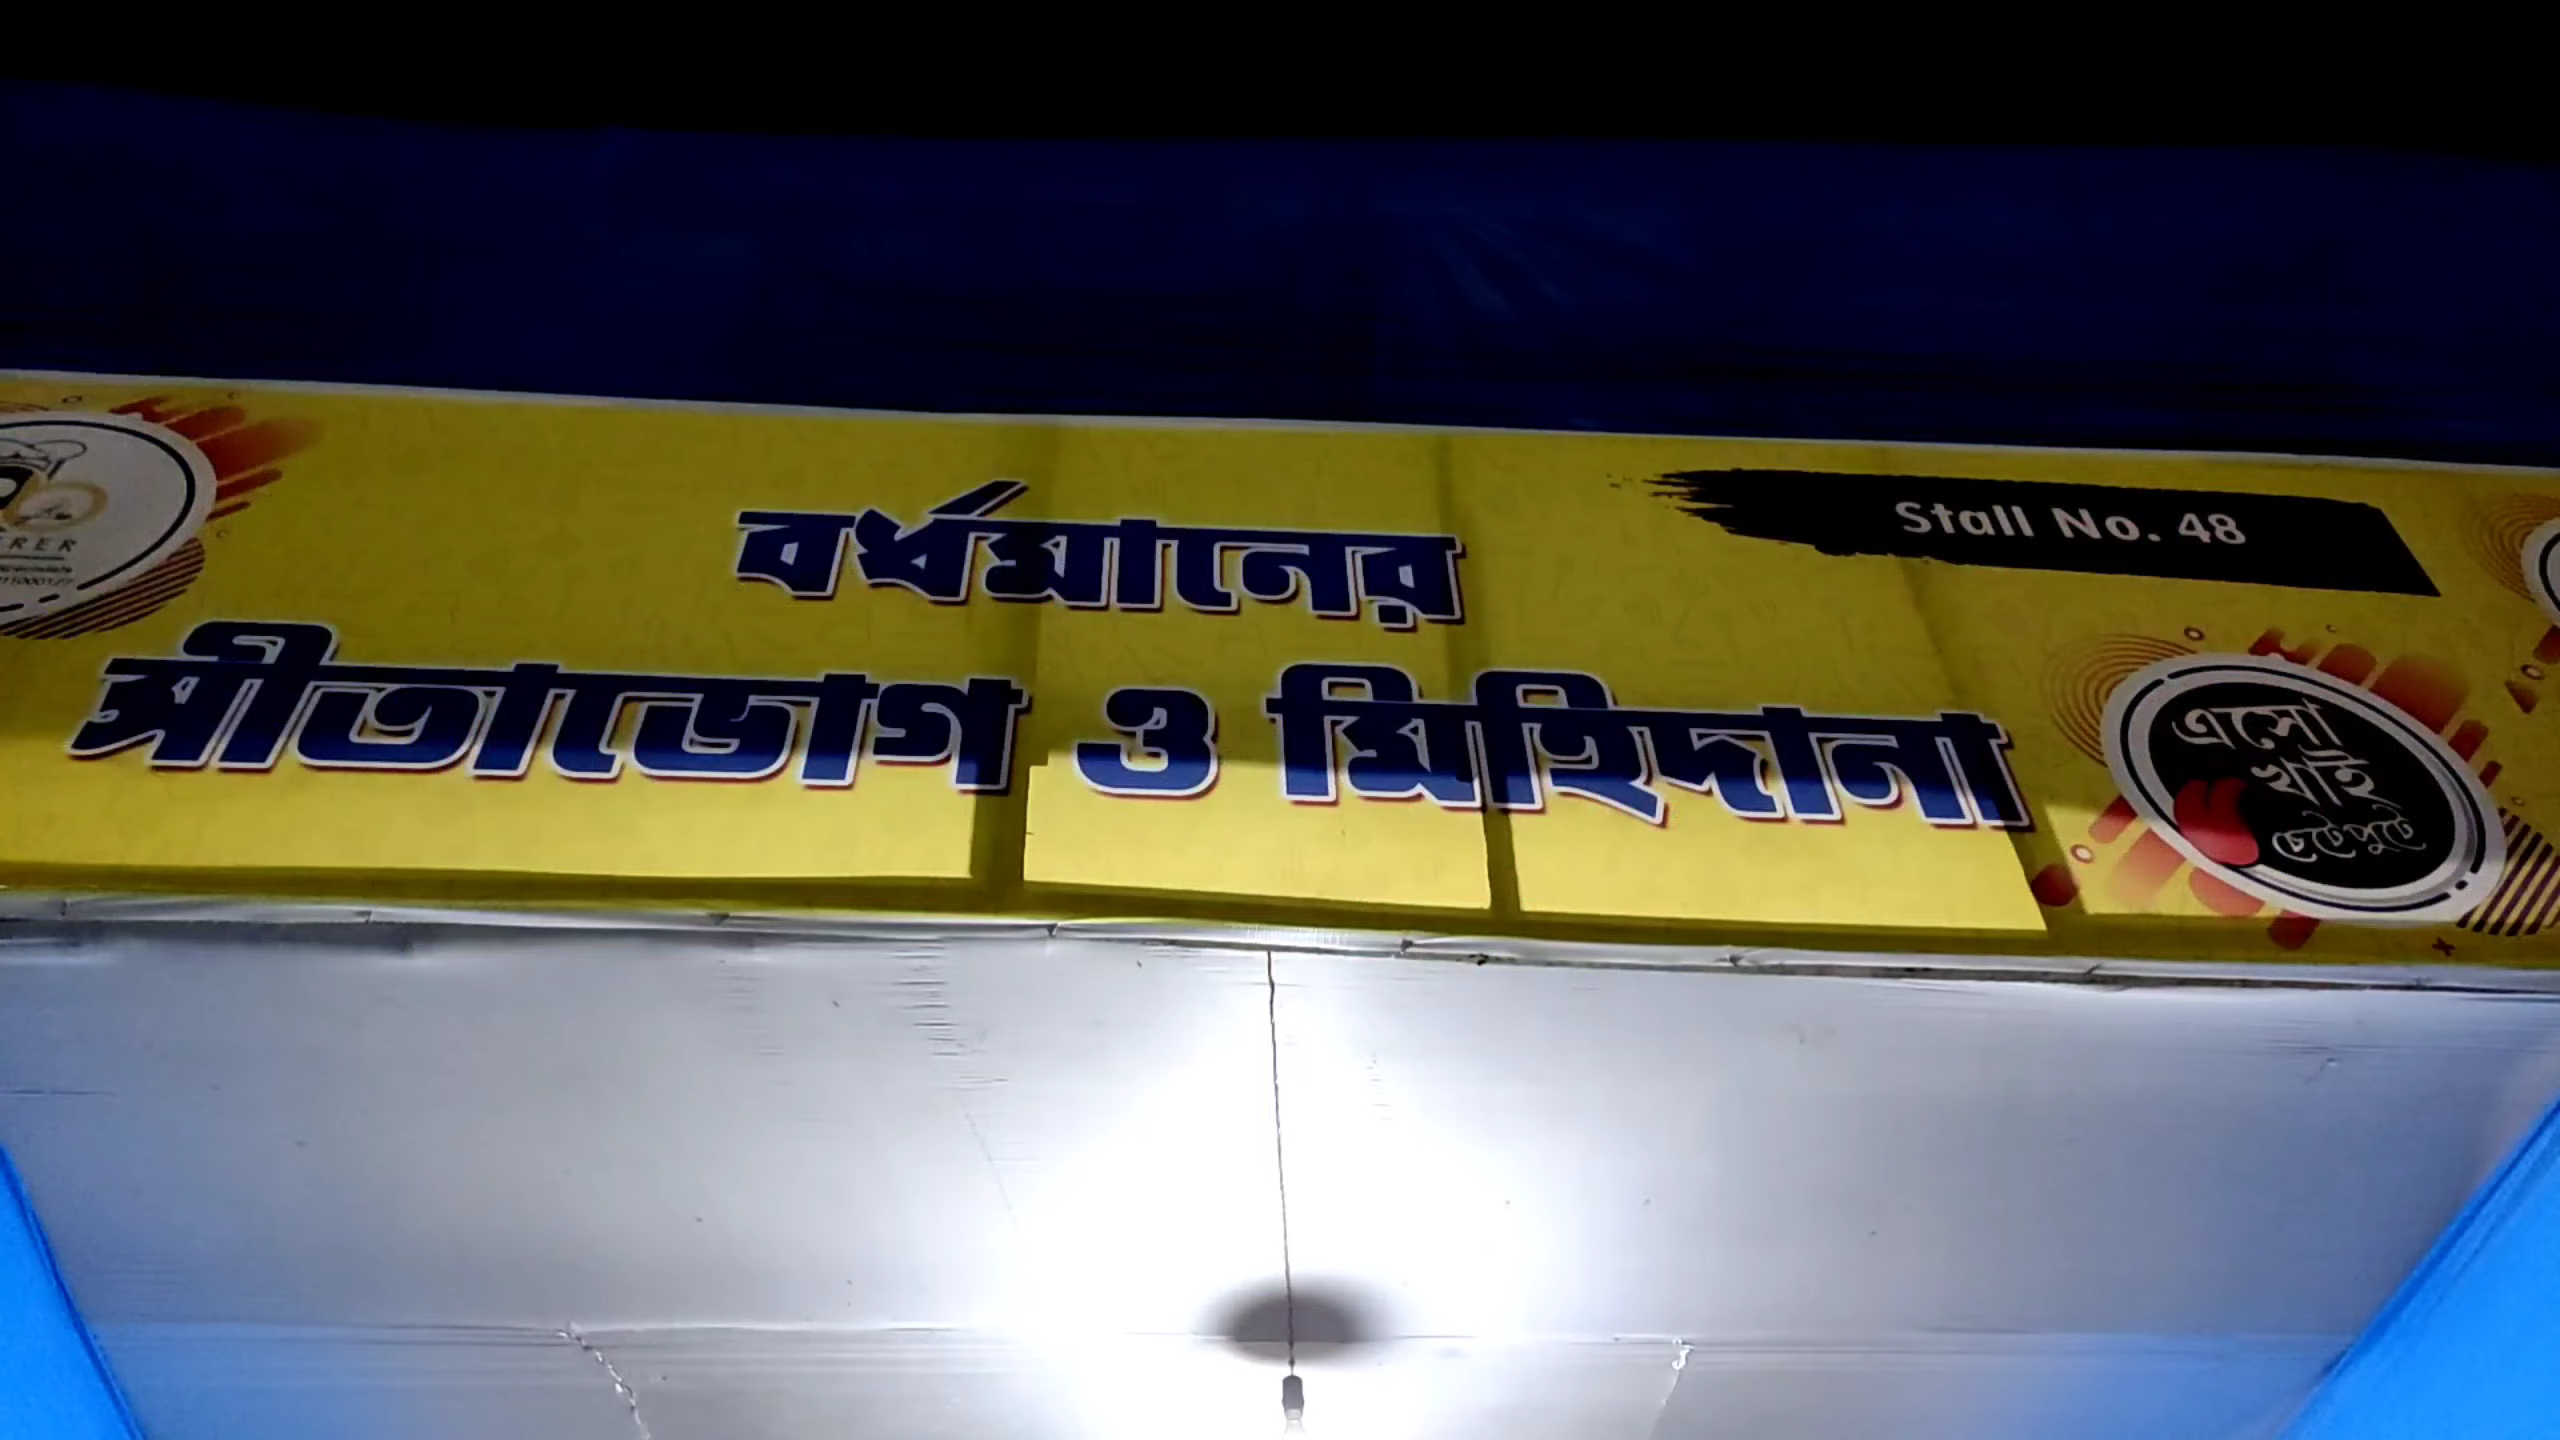 বর্ধমানের
সীতাভোগ ও মিহিদানা
Stall No. 48
এসো
খাই
চেটেপুটে